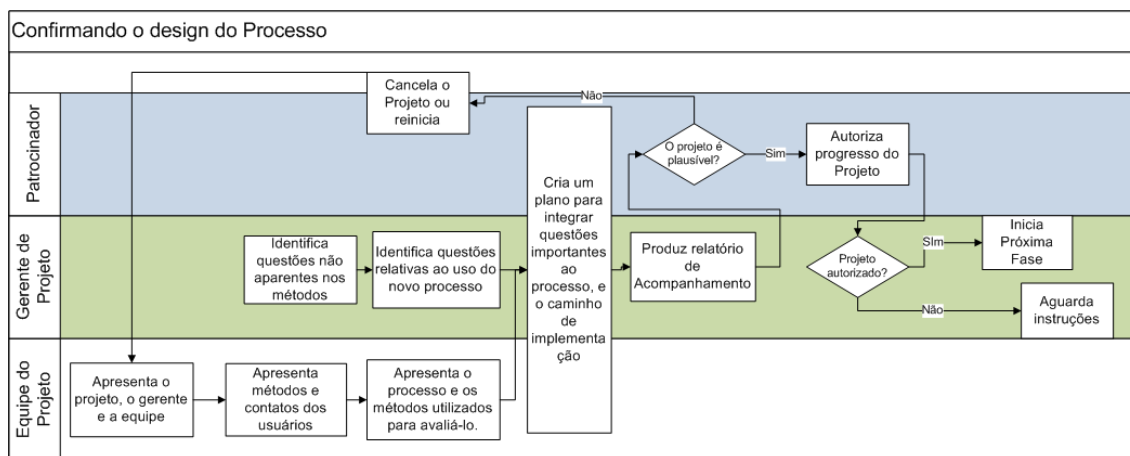 Confirmando o design do Processo
Patrocinador
Cancela o
Projeto ou
reinicia
Não
O projeto é
plausível?
Sim
Autoriza
progresso do
Projeto
Gerente de
Projeto
Identifica
questões não
aparentes nos
métodos
Identifica questões
relativas ao uso do
novo processo
Cria um
plano para
integrar
questões
importantes
ao
processo, e
o caminho
de
implementa
ção
Produz relatório
de
Acompanhamento
Projeto
autorizado?
SIm
Inicia
Próxima
Fase
Não
Aguarda
instruções
Equipe do
Projeto
Apresenta o
projeto, o gerente
e a equipe
Apresenta
métodos e
contatos dos
usuários
Apresenta o
processo e os
métodos utilizados
para avaliá-lo.